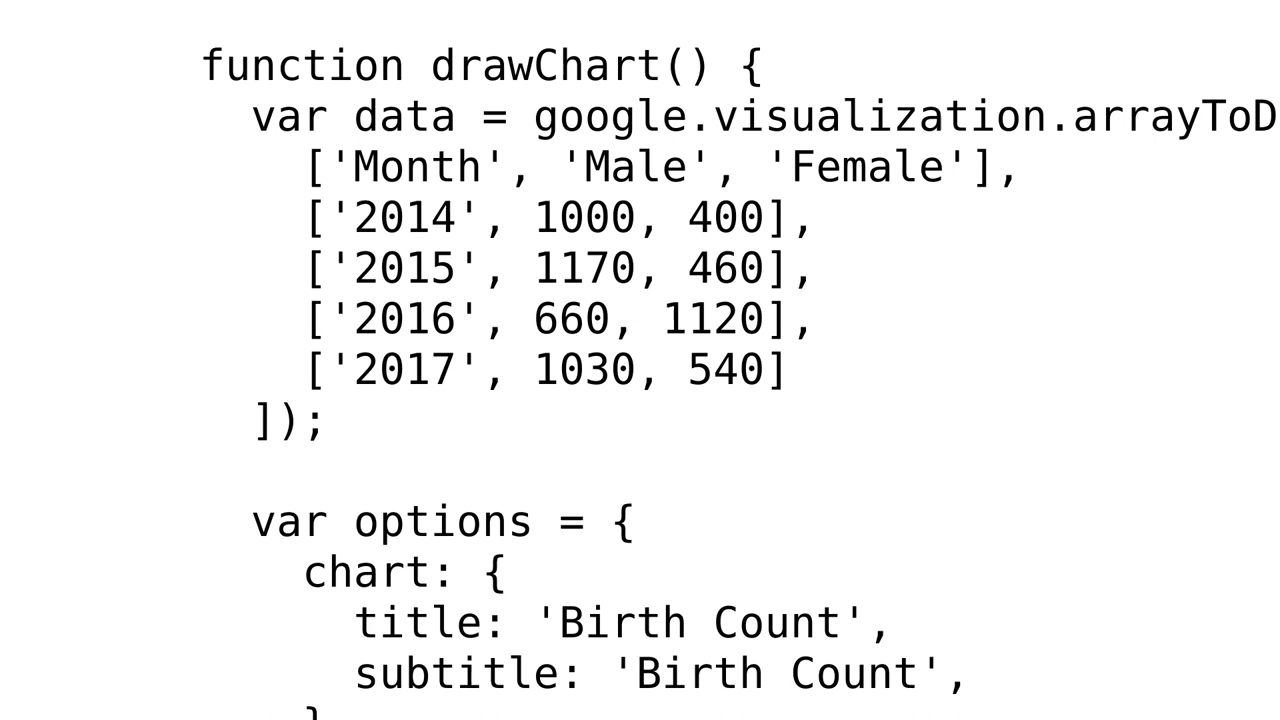 function drawChart() {
var data = google.visualization.arrayToD
['Month', 'Male', 'Female'],
['2014', 1000, 400],
['2015', 1170, 460],
['2016', 660, 1120],
['2017', 1030, 540]
]);
var options = {
chart: {
title: 'Birth Count',
subtitle: 'Birth Count',
}